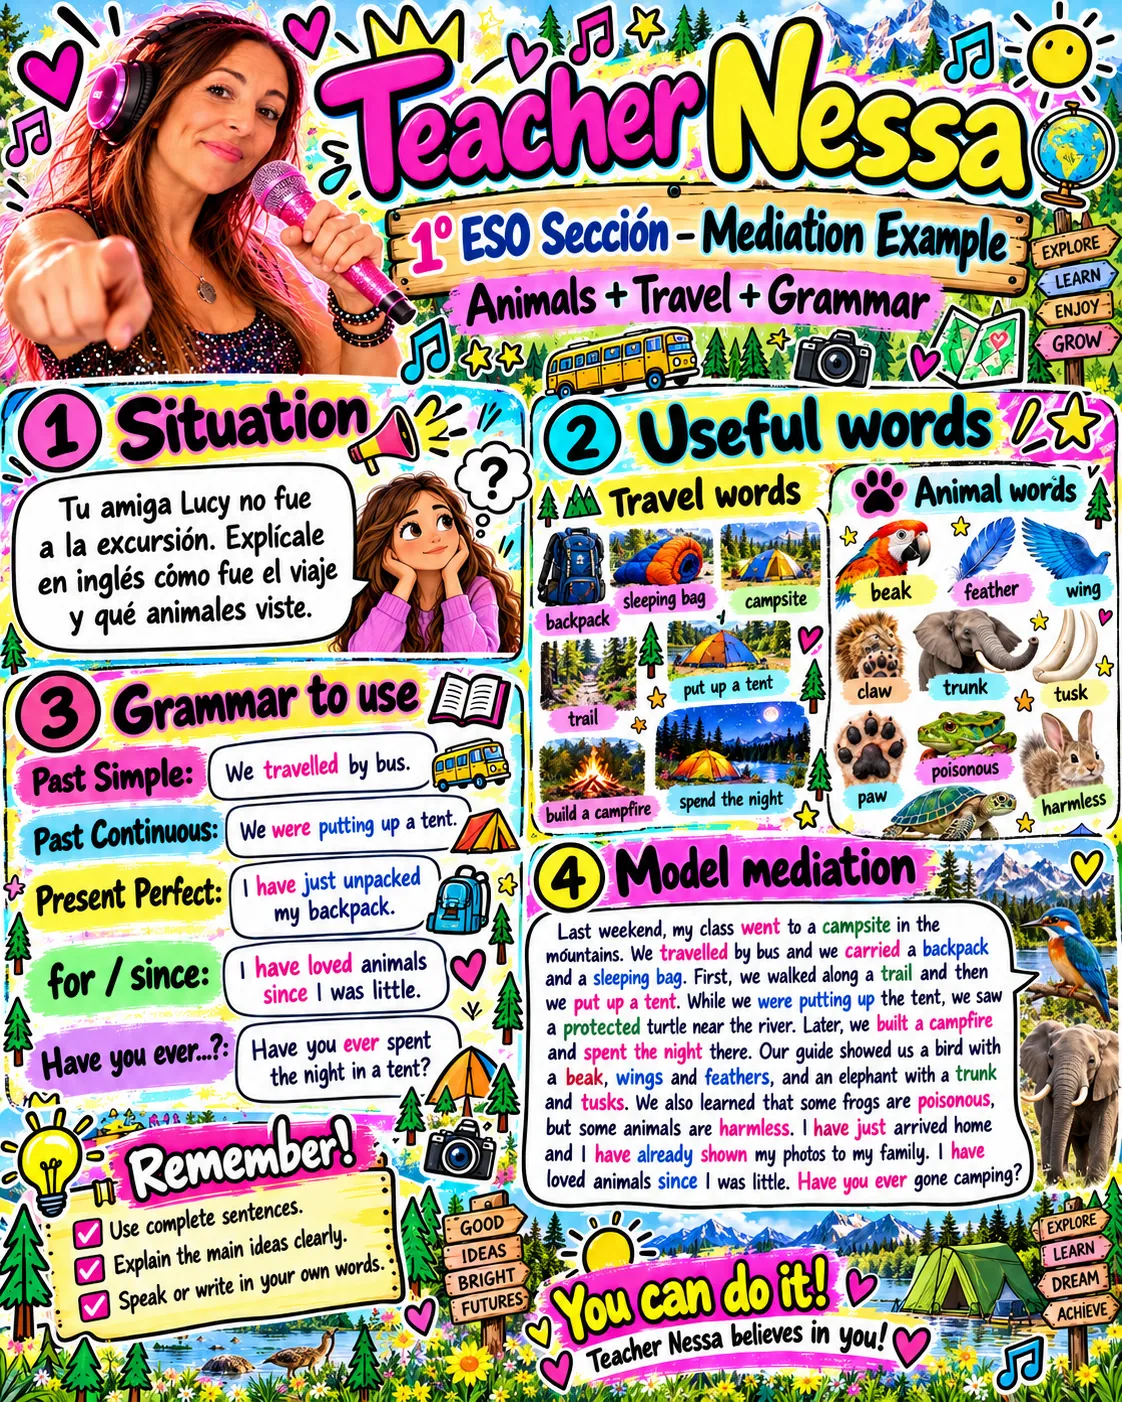 Teacher Nessa
1º ESO Sección - Mediation Example
Animals + Travel + Grammar
EXPLORE
LEARN
ENJOY
GROW
1 Situation
Tu amiga Lucy no fue
a la excursión. Explícale
en inglés cómo fue el viaje
y qué animales viste.
?
2 Useful words
Travel words
backpack
sleeping bag
campsite
trail
put up a tent
build a campfire
spend the night
Animal words
beak
feather
wing
claw
trunk
tusk
paw
poisonous
harmless
3 Grammar to use
Past Simple:
We travelled by bus.
Past Continuous:
We were putting up a tent.
Present Perfect:
I have just unpacked
my backpack.
for / since:
I have loved animals
since I was little.
Have you ever...?:
Have you ever spent
the night in a tent?
4 Model mediation
Last weekend, my class went to a campsite in the
mountains. We travelled by bus and we carried a backpack
and a sleeping bag. First, we walked along a trail and then
we put up a tent. While we were putting up the tent, we saw
a protected turtle near the river. Later, we built a campfire
and spent the night there. Our guide showed us a bird with
a beak, wings and feathers, and an elephant with a trunk
and tusks. We also learned that some frogs are poisonous,
but some animals are harmless. I have just arrived home
and I have already shown my photos to my family. I have
loved animals since I was little. Have you ever gone camping?
Remember!
Use complete sentences.
Explain the main ideas clearly.
Speak or write in your own words.
GOOD
IDEAS
BRIGHT
FUTURES
You can do it!
Teacher Nessa believes in you!
EXPLORE
LEARN
DREAM
ACHIEVE